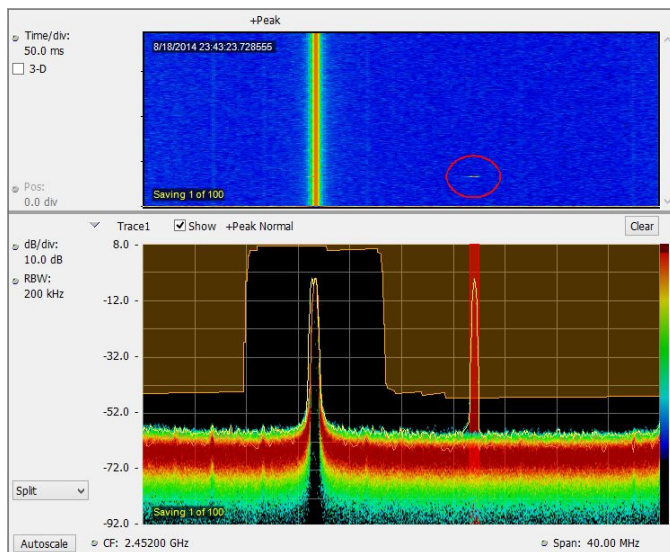 +Peak
Time/div:
50.0 ms
3-D
Pos:
0.0 div
8/18/2014 23:43:23.728555
Saving 1 of 100
Trace1 Show +Peak Normal Clear
dB/div:
10.0 dB
RBW:
200 kHz
8.0
-12.0
-32.0
-52.0
-72.0
-92.0
Saving 1 of 100
Split
Autoscale CF: 2.45200 GHz Span: 40.00 MHz